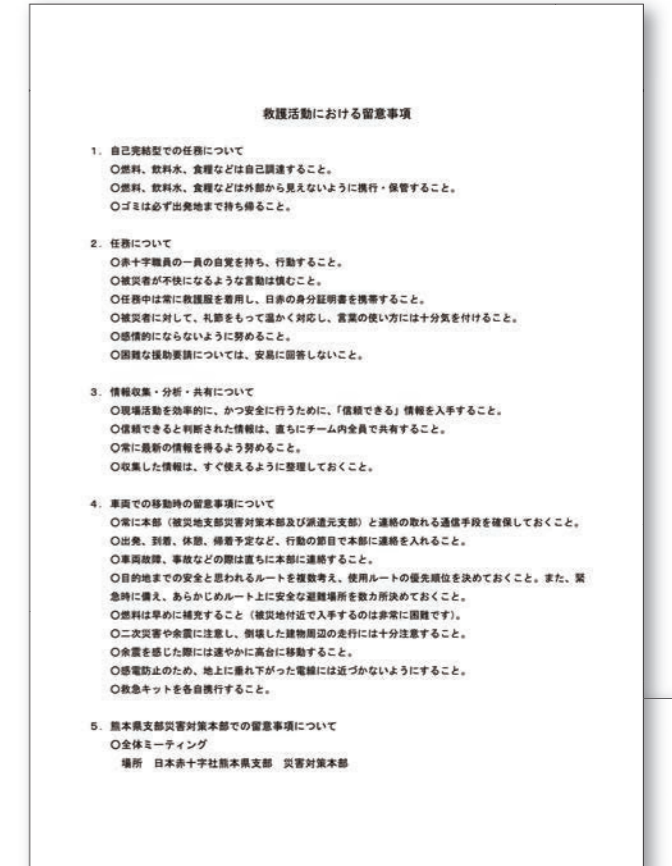 救護活動における留意事項
1．自己完結型での任務について
○燃料、飲料水、食糧などは自己調達すること。
○燃料、飲料水、食糧などは外部から見えないように携行・保管すること。
○ゴミは必ず出発地まで持ち帰ること。
2．任務について
○赤十字職員の一員の自覚を持ち、行動すること。
○被災者が不快になるような言動は慎むこと。
○任務中は常に救護服を着用し、日赤の身分証明書を携帯すること。
○被災者に対して、礼節をもって温かく対応し、言葉の使い方には十分気を付けること。
○感情的にならないように努めること。
○困難な援助要請については、安易に回答しないこと。
3．情報収集・分析・共有について
○現場活動を効率的に、かつ安全に行うために、「信頼できる」情報を入手すること。
○信頼できると判断された情報は、直ちにチーム内全員で共有すること。
○常に最新の情報を得るよう努めること。
○収集した情報は、すぐ使えるように整理しておくこと。
4．車両での移動時の留意事項について
○常に本部（被災地支部災害対策本部及び派遣元支部）と連絡の取れる通信手段を確保しておくこと。
○出発、到着、休憩、帰着予定など、行動の節目で本部に連絡を入れること。
○車両故障、事故などの際は直ちに本部に連絡すること。
○目的地までの安全と思われるルートを複数考え、使用ルートの優先順位を決めておくこと。また、緊
急時に備え、あらかじめルート上に安全な避難場所を数カ所決めておくこと。
○燃料は早めに補充すること（被災地付近で入手するのは非常に困難です）。
○二次災害や余震に注意し、倒壊した建物周辺の走行には十分注意すること。
○余震を感じた際には速やかに高台に移動すること。
○感電防止のため、地上に垂れ下がった電線には近づかないようにすること。
○救急キットを各自携行すること。
5．熊本県支部災害対策本部での留意事項について
○全体ミーティング
場所　日本赤十字社熊本県支部　災害対策本部